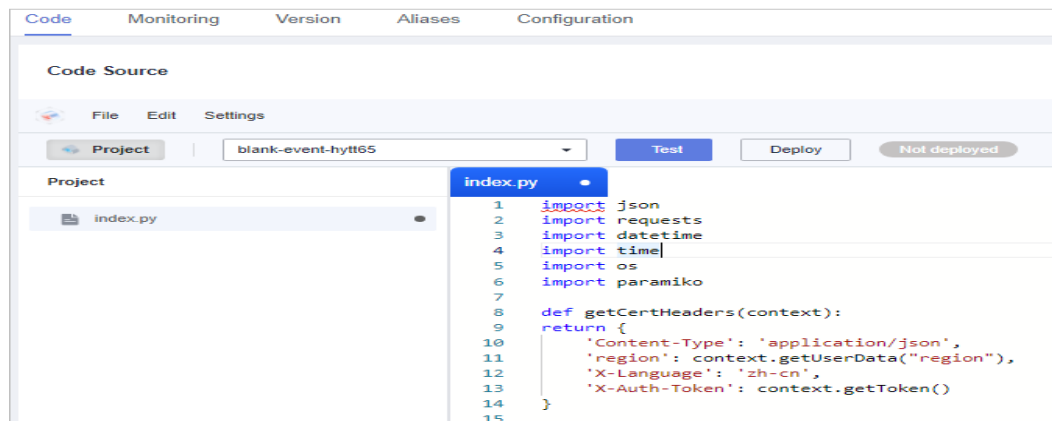 Code Monitoring Version Aliases Configuration
Code Source
File Edit Settings
Project blank-event-hytt65 Test Deploy Not deployed
Project
index.py
index.py
1 import json
2 import requests
3 import datetime
4 import time
5 import os
6 import paramiko
7
8 def getCertHeaders(context):
9 return {
10 'Content-Type': 'application/json',
11 'region': context.getUserData("region"),
12 'X-Language': 'zh-cn',
13 'X-Auth-Token': context.getToken()
14 }
15